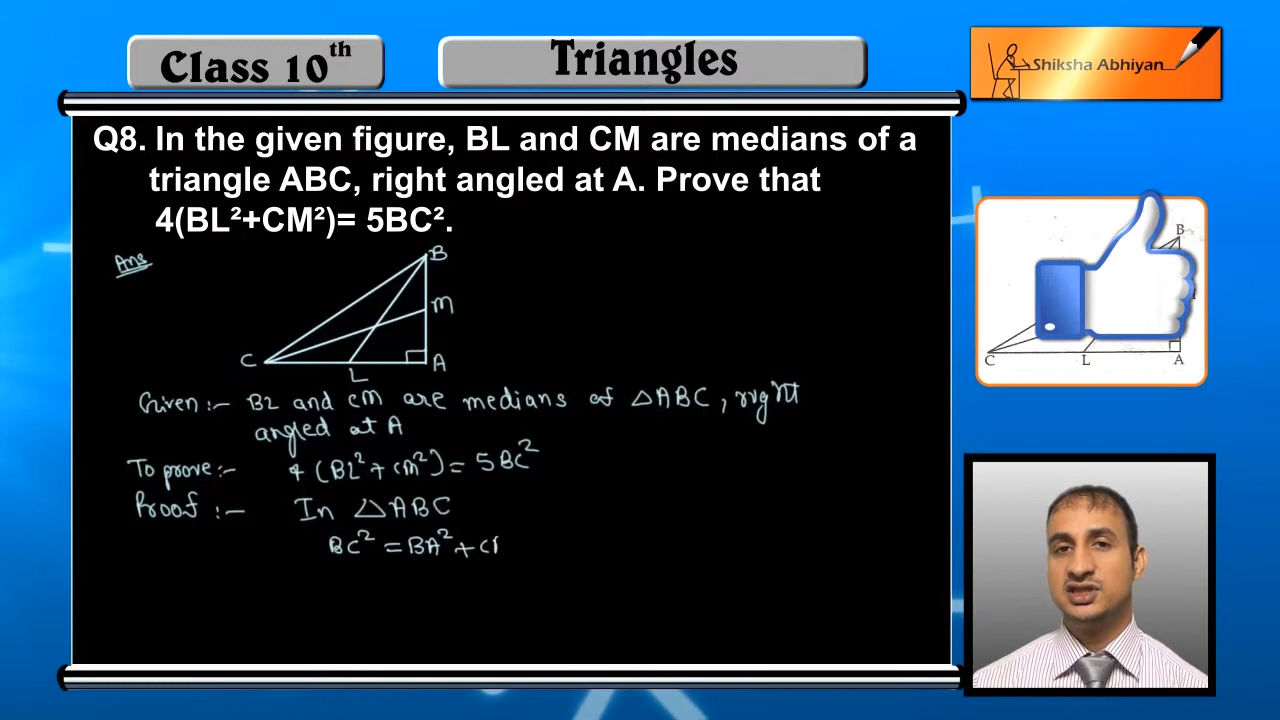 Class 10th
Triangles
Shiksha Abhiyan
Q8. In the given figure, BL and CM are medians of a
triangle ABC, right angled at A. Prove that
4(BL²+CM²)= 5BC².
Ans
B
M
C
A
L
Given :- BL and CM are medians of △ABC, right
angled at A
To prove :- 4 (BL² + CM²) = 5BC²
Proof :- In △ABC
BC² = BA² + C
B
C
L
A